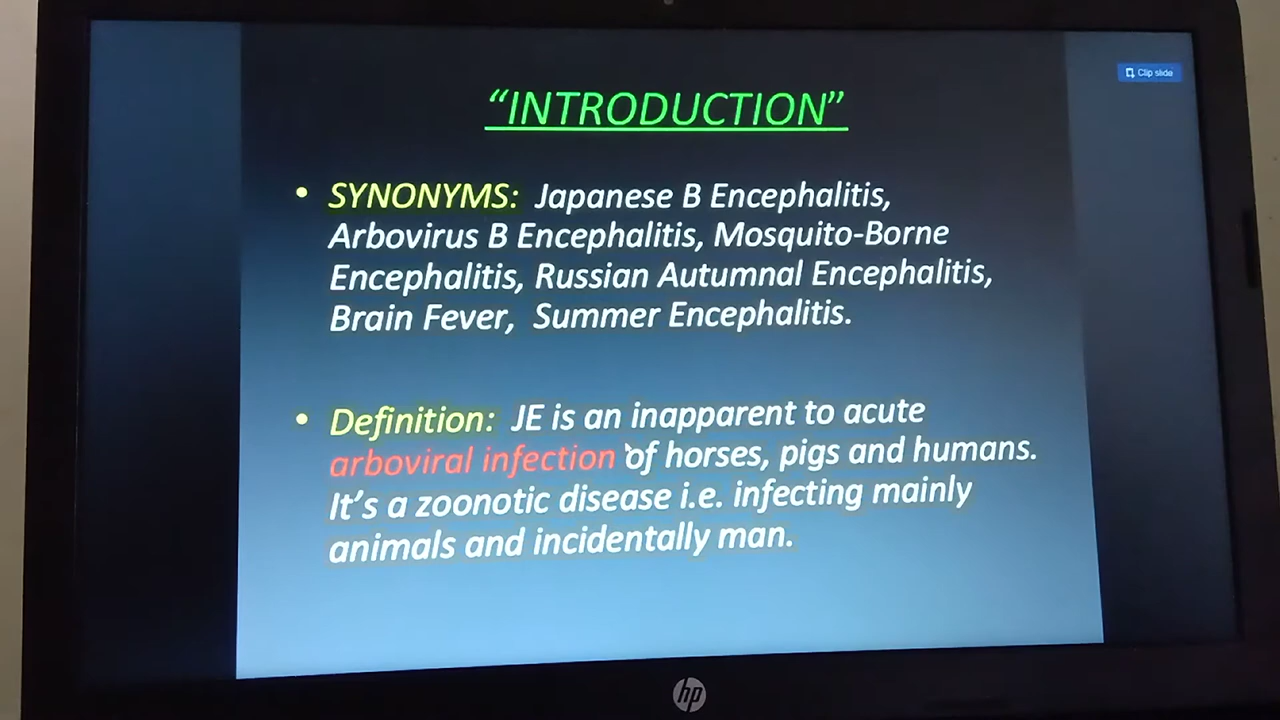 Clip slide
“INTRODUCTION”
• SYNONYMS: Japanese B Encephalitis,
Arbovirus B Encephalitis, Mosquito-Borne
Encephalitis, Russian Autumnal Encephalitis,
Brain Fever, Summer Encephalitis.
• Definition: JE is an inapparent to acute
arboviral infection of horses, pigs and humans.
It’s a zoonotic disease i.e. infecting mainly
animals and incidentally man.
hp